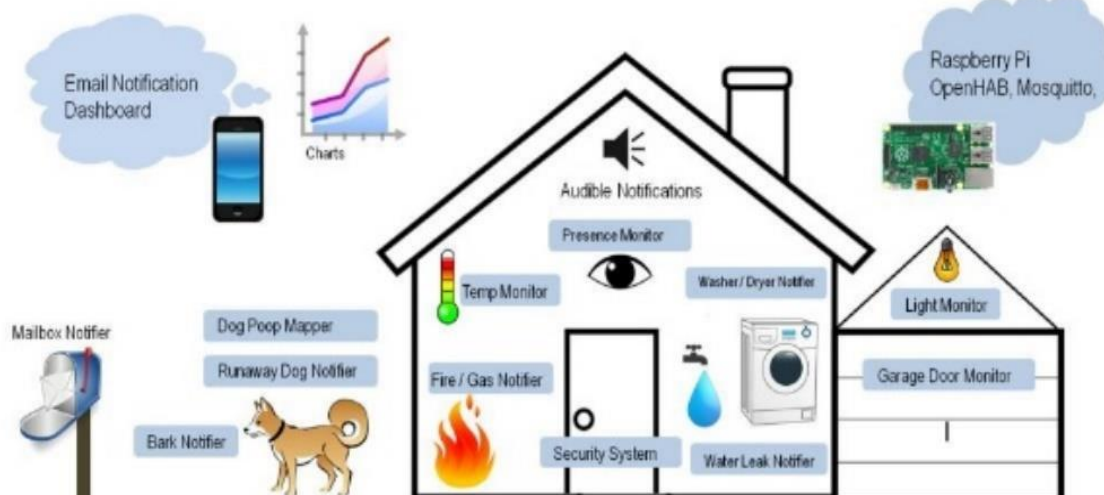 Email Notification
Dashboard
Charts
Raspberry Pi
OpenHAB, Mosquitto,
Audible Notifications
Presence Monitor
Temp Monitor
Washer / Dryer Notifier
Light Monitor
Mailbox Notifier
Dog Poop Mapper
Runaway Dog Notifier
Fire / Gas Notifier
Garage Door Monitor
Bark Notifier
Security System
Water Leak Notifier